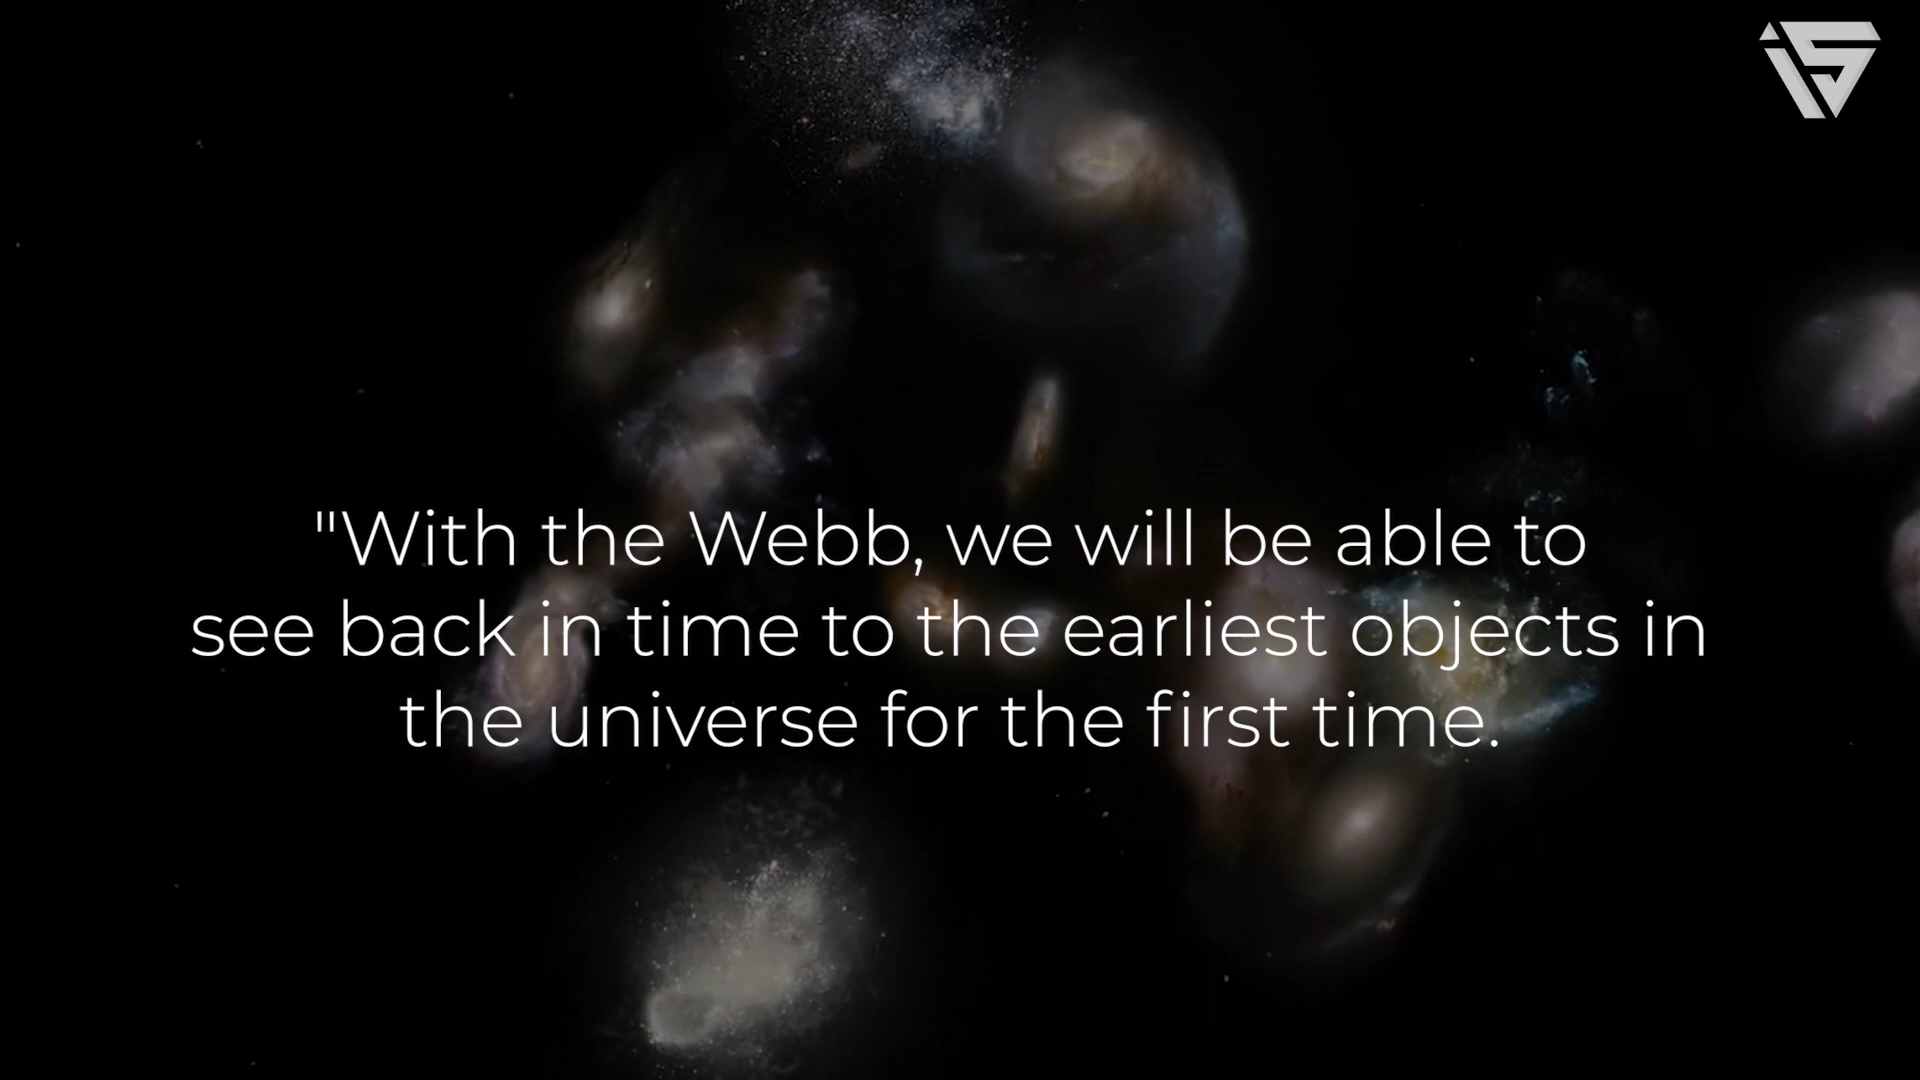 "With the Webb, we will be able to
see back in time to the earliest objects in
the universe for the first time.